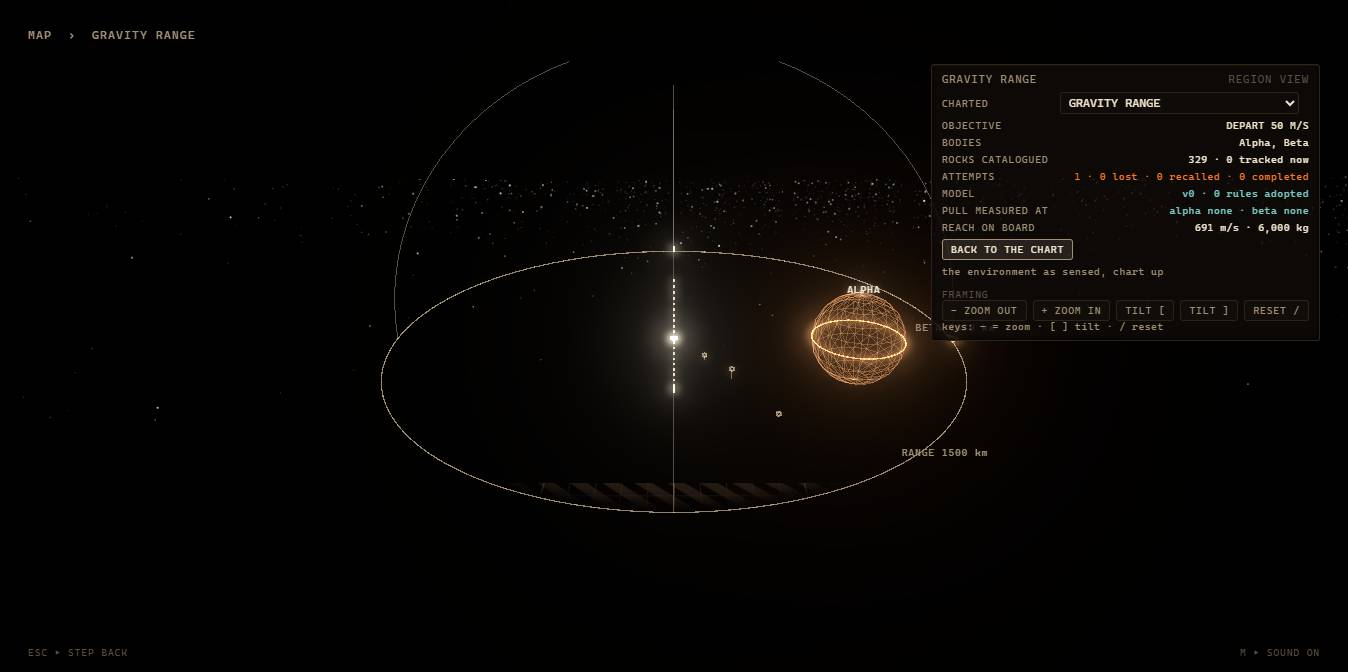 MAP › GRAVITY RANGE
GRAVITY RANGE REGION VIEW
CHARTED GRAVITY RANGE
OBJECTIVE DEPART 50 M/S
BODIES Alpha, Beta
ROCKS CATALOGUED 329 · 0 tracked now
ATTEMPTS 1 · 0 lost · 0 recalled · 0 completed
MODEL v0 · 0 rules adopted
PULL MEASURED AT alpha none · beta none
REACH ON BOARD 691 m/s · 6,000 kg
BACK TO THE CHART
the environment as sensed, chart up
FRAMING
− ZOOM OUT + ZOOM IN TILT [ TILT ] RESET /
keys: - = zoom · [ ] tilt · / reset
ALPHA
RANGE 1500 km
ESC ▸ STEP BACK
M ▸ SOUND ON